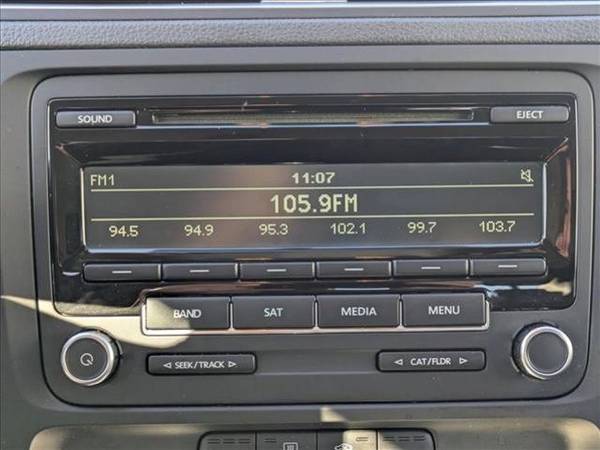 SOUND EJECT
FM1 11:07
105.9FM
94.5 94.9 95.3 102.1 99.7 103.7
BAND SAT MEDIA MENU
SEEK/TRACK CAT/FLDR